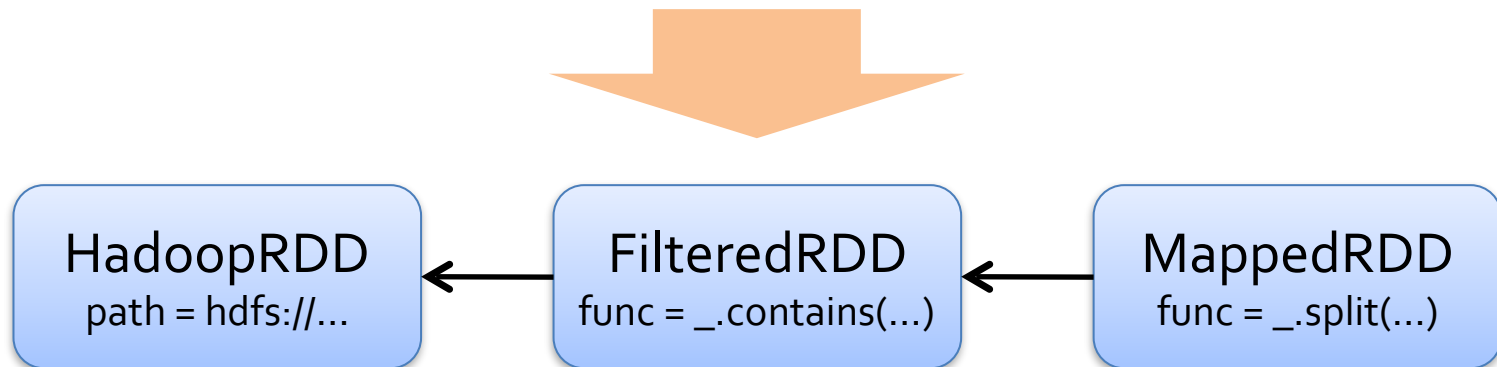 HadoopRDD
path = hdfs://…
FilteredRDD
func = _.contains(...)
MappedRDD
func = _.split(…)